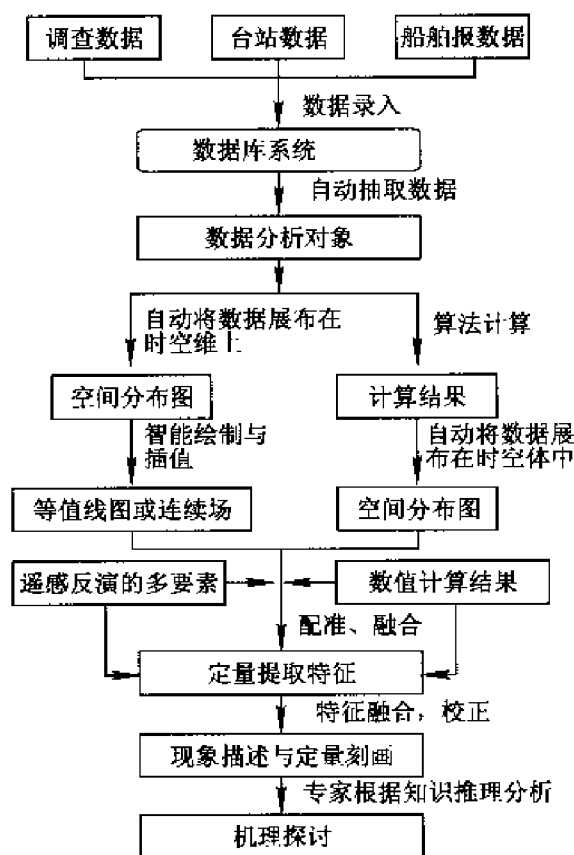 调查数据
台站数据
船舶报数据
数据录入
数据库系统
自动抽取数据
数据分析对象
自动将数据展布在
时空维上
算法计算
空间分布图
计算结果
智能绘制与
插值
自动将数据展
布在时空体中
等值线图或连续场
空间分布图
遥感反演的多要素
数值计算结果
配准、融合
定量提取特征
特征融合，校正
现象描述与定量刻画
专家根据知识推理分析
机理探讨